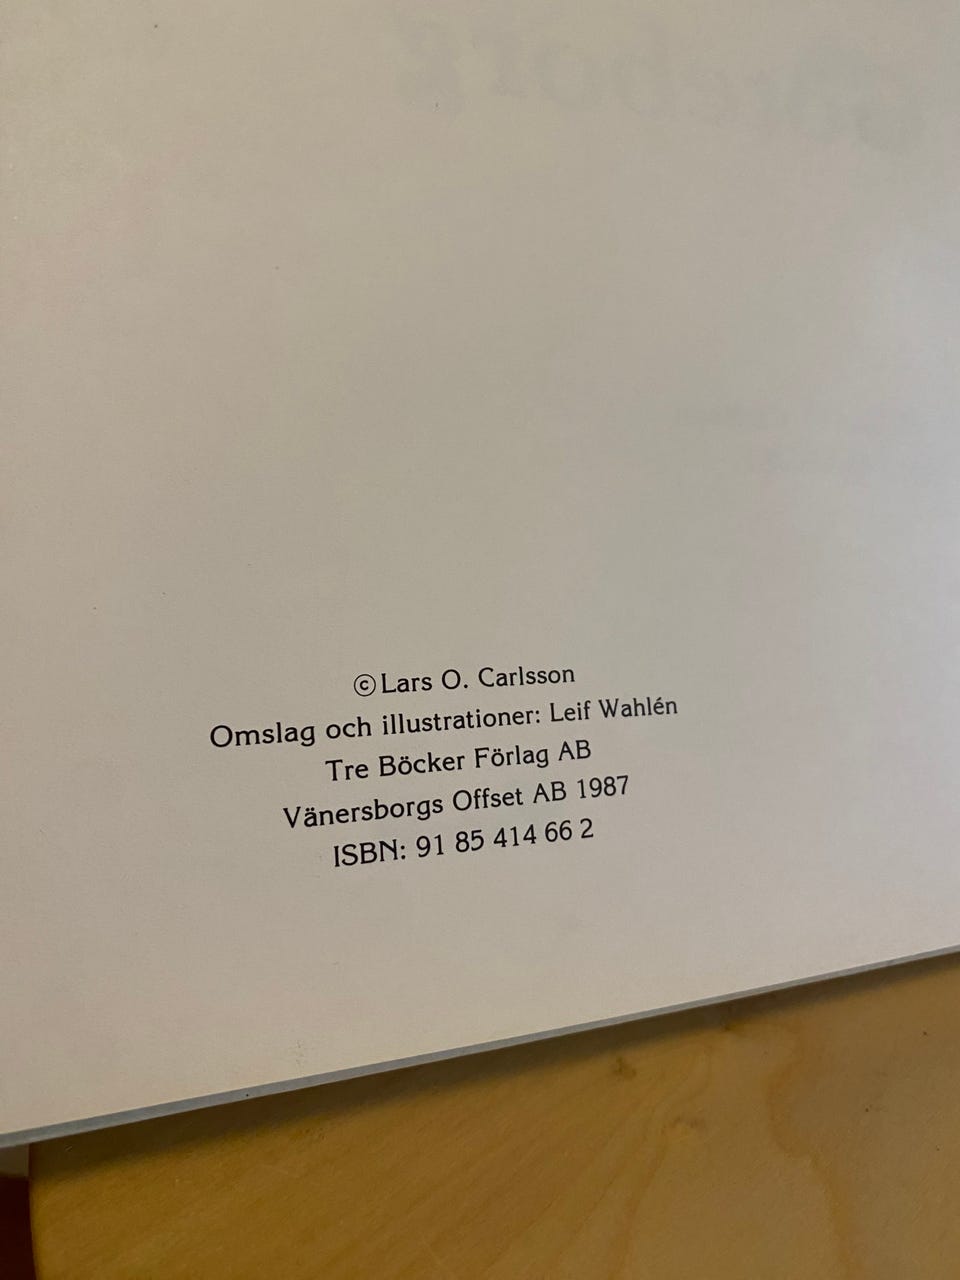 ©Lars O. Carlsson
Omslag och illustrationer: Leif Wahlén
Tre Böcker Förlag AB
Vänersborgs Offset AB 1987
ISBN: 91 85 414 66 2